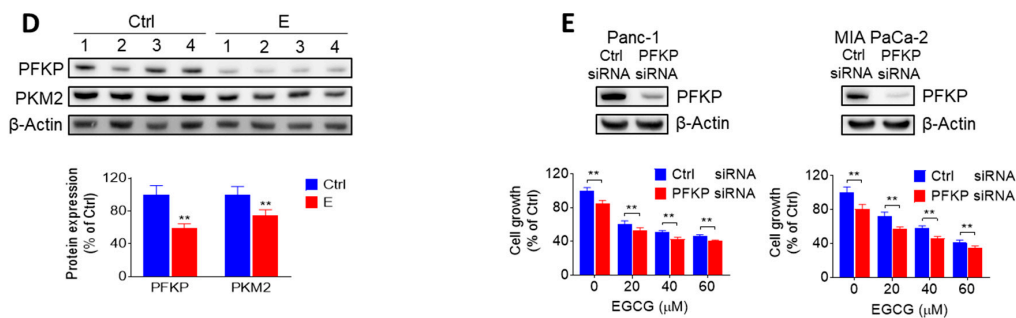 D
Ctrl E
1 2 3 4 1 2 3 4
PFKP
PKM2
β-Actin
Protein expression
(% of Ctrl)
120
80
40
0
** **
PFKP PKM2
Ctrl
E
E
Panc-1
Ctrl PFKP
siRNA siRNA
PFKP
β-Actin
Cell growth
(% of Ctrl)
120
80
40
0
** ** ** **
Ctrl siRNA
PFKP siRNA
0 20 40 60
EGCG (μM)
MIA PaCa-2
Ctrl PFKP
siRNA siRNA
PFKP
β-Actin
Cell growth
(% of Ctrl)
120
80
40
0
** ** ** **
Ctrl siRNA
PFKP siRNA
0 20 40 60
EGCG (μM)